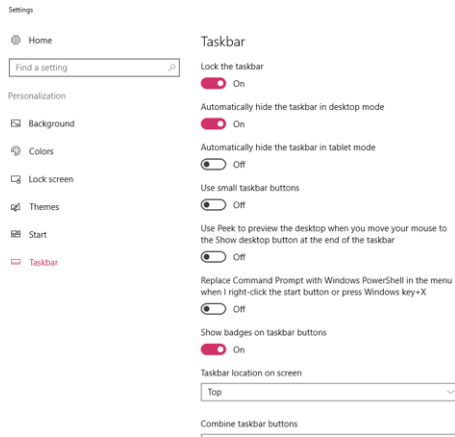 Settings
Home
Find a setting
Personalization
Background
Colors
Lock screen
Themes
Start
Taskbar
Taskbar
Lock the taskbar
On
Automatically hide the taskbar in desktop mode
On
Automatically hide the taskbar in tablet mode
Off
Use small taskbar buttons
Off
Use Peek to preview the desktop when you move your mouse to
the Show desktop button at the end of the taskbar
Off
Replace Command Prompt with Windows PowerShell in the menu
when I right-click the start button or press Windows key+X
Off
Show badges on taskbar buttons
On
Taskbar location on screen
Top
Combine taskbar buttons